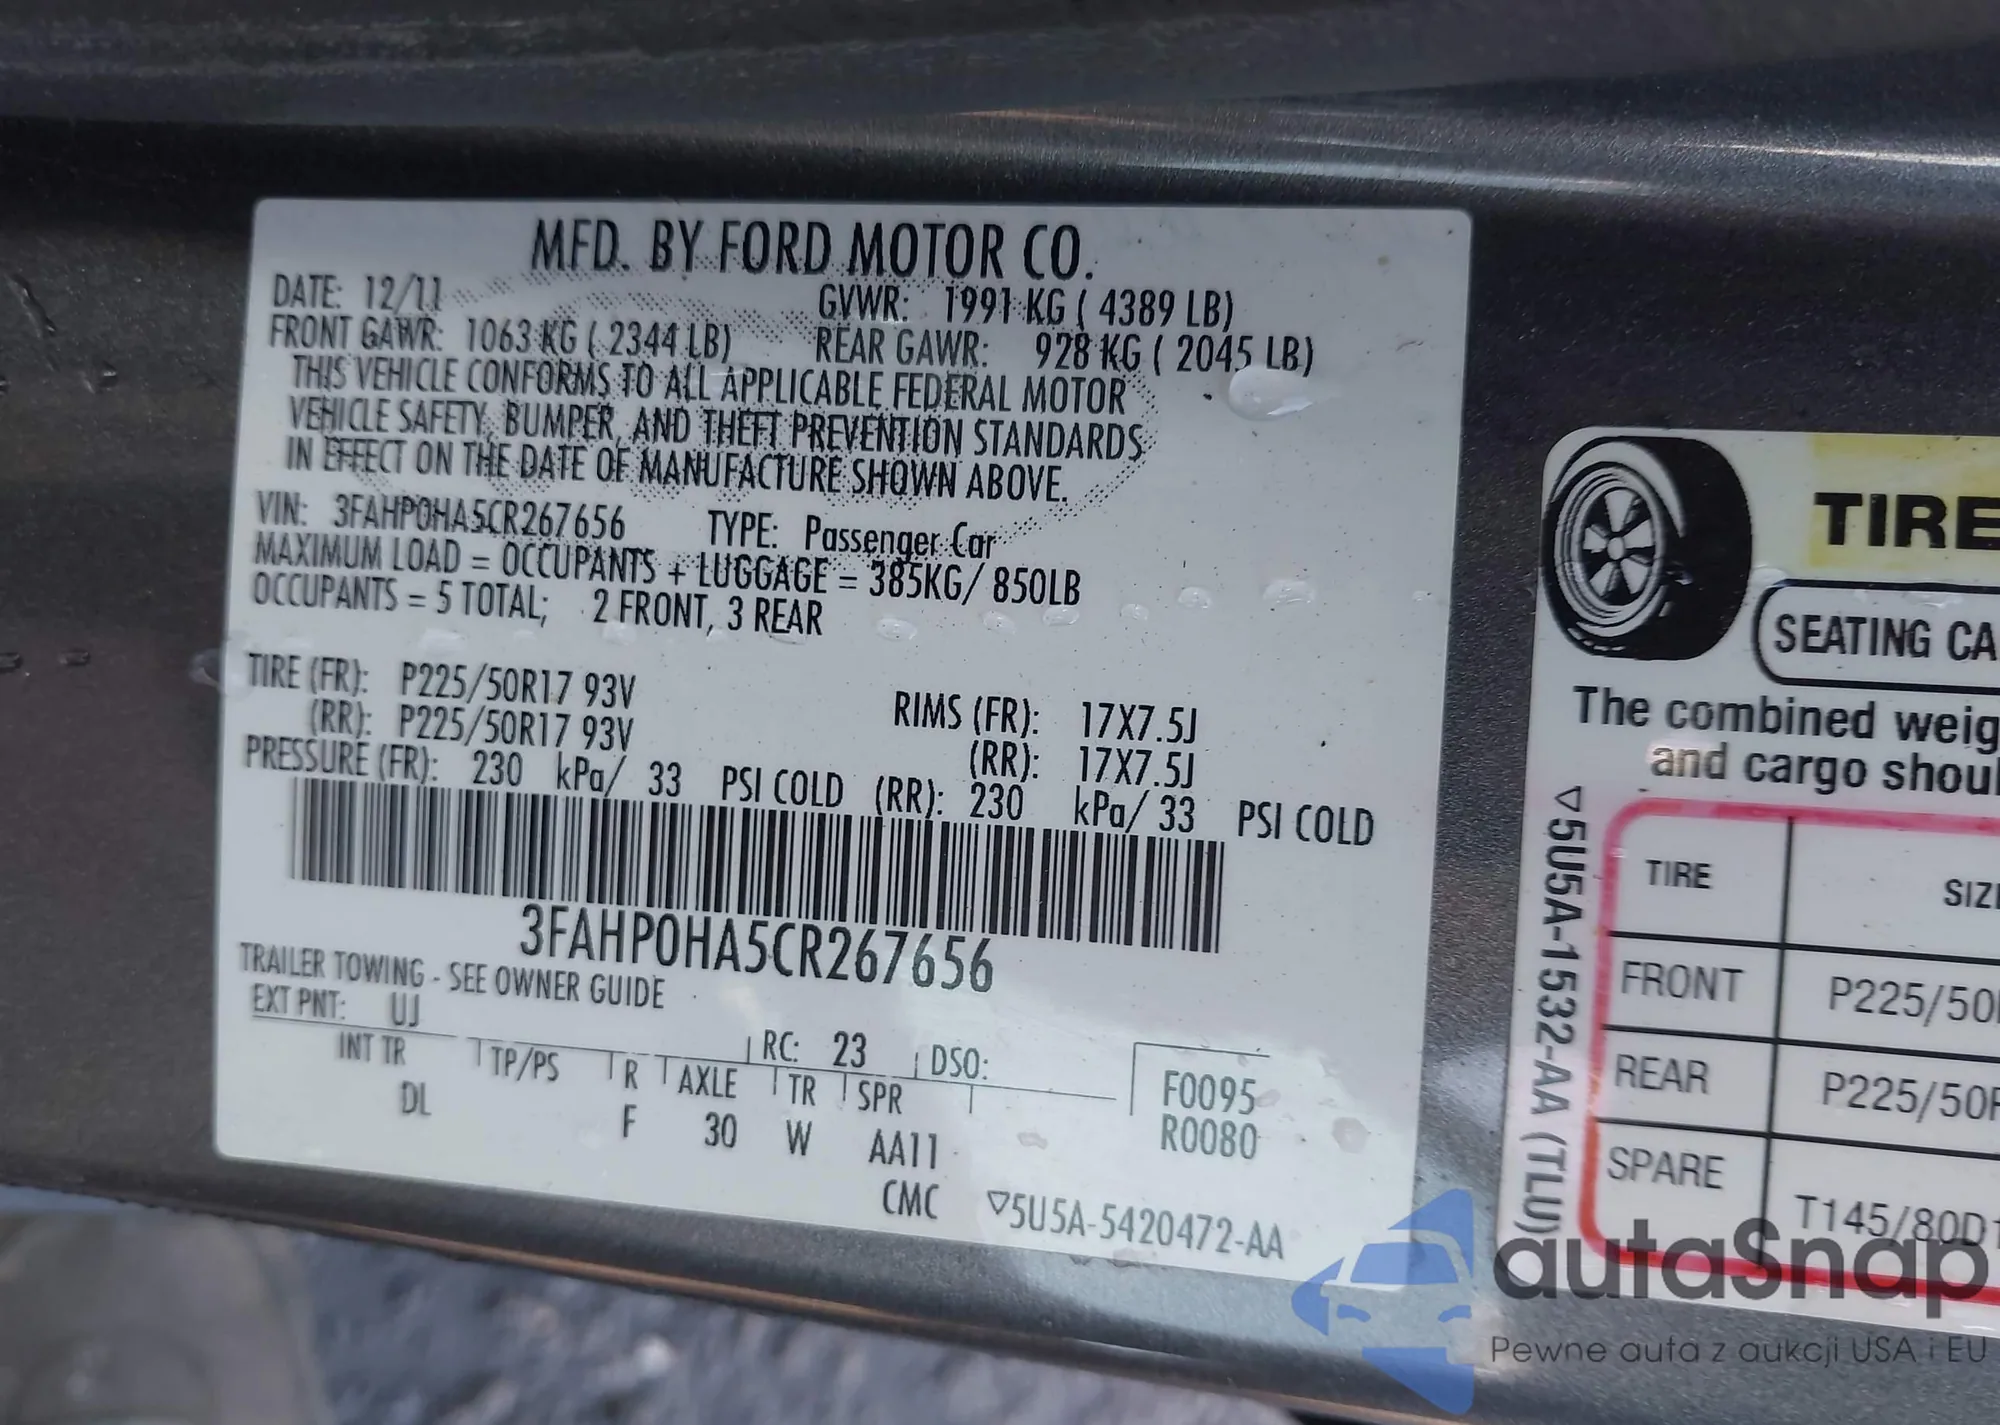 MFD. BY FORD MOTOR CO.
DATE: 12/11 GVWR: 1991 KG ( 4389 LB)
FRONT GAWR: 1063 KG ( 2344 LB) REAR GAWR: 928 KG ( 2045 LB)
THIS VEHICLE CONFORMS TO ALL APPLICABLE FEDERAL MOTOR
VEHICLE SAFETY, BUMPER, AND THEFT PREVENTION STANDARDS
IN EFFECT ON THE DATE OF MANUFACTURE SHOWN ABOVE.
VIN: 3FAHP0HA5CR267656 TYPE: Passenger Car
MAXIMUM LOAD = OCCUPANTS + LUGGAGE = 385KG/ 850LB
OCCUPANTS = 5 TOTAL; 2 FRONT, 3 REAR
TIRE (FR): P225/50R17 93V RIMS (FR): 17X7.5J
(RR): P225/50R17 93V (RR): 17X7.5J
PRESSURE (FR): 230 kPa/ 33 PSI COLD (RR): 230 kPa/ 33 PSI COLD
3FAHP0HA5CR267656
TRAILER TOWING - SEE OWNER GUIDE
EXT PNT: UJ RC: 23 DSO:
INT TR TP/PS R AXLE TR SPR F0095
DL F 30 W AA11 R0080
CMC ▽5U5A-5420472-AA
TIRE
SEATING CA
The combined weig
and cargo shoul
▽5U5A-1532-AA (TLU)
TIRE SIZ
FRONT P225/50
REAR P225/50R
SPARE T145/80D1
autaSnap
Pewne auta z aukcji USA i EU